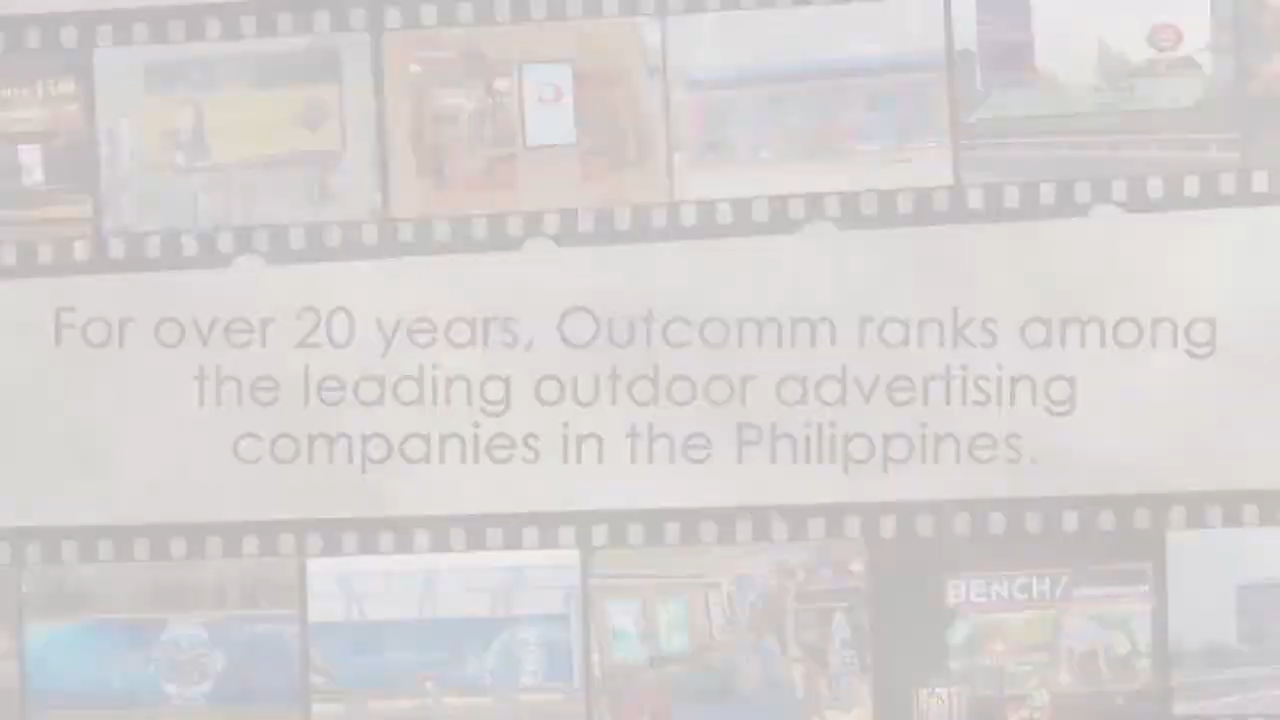 For over 20 years, Outcomm ranks among
the leading outdoor advertising
companies in the Philippines.
BENCH/